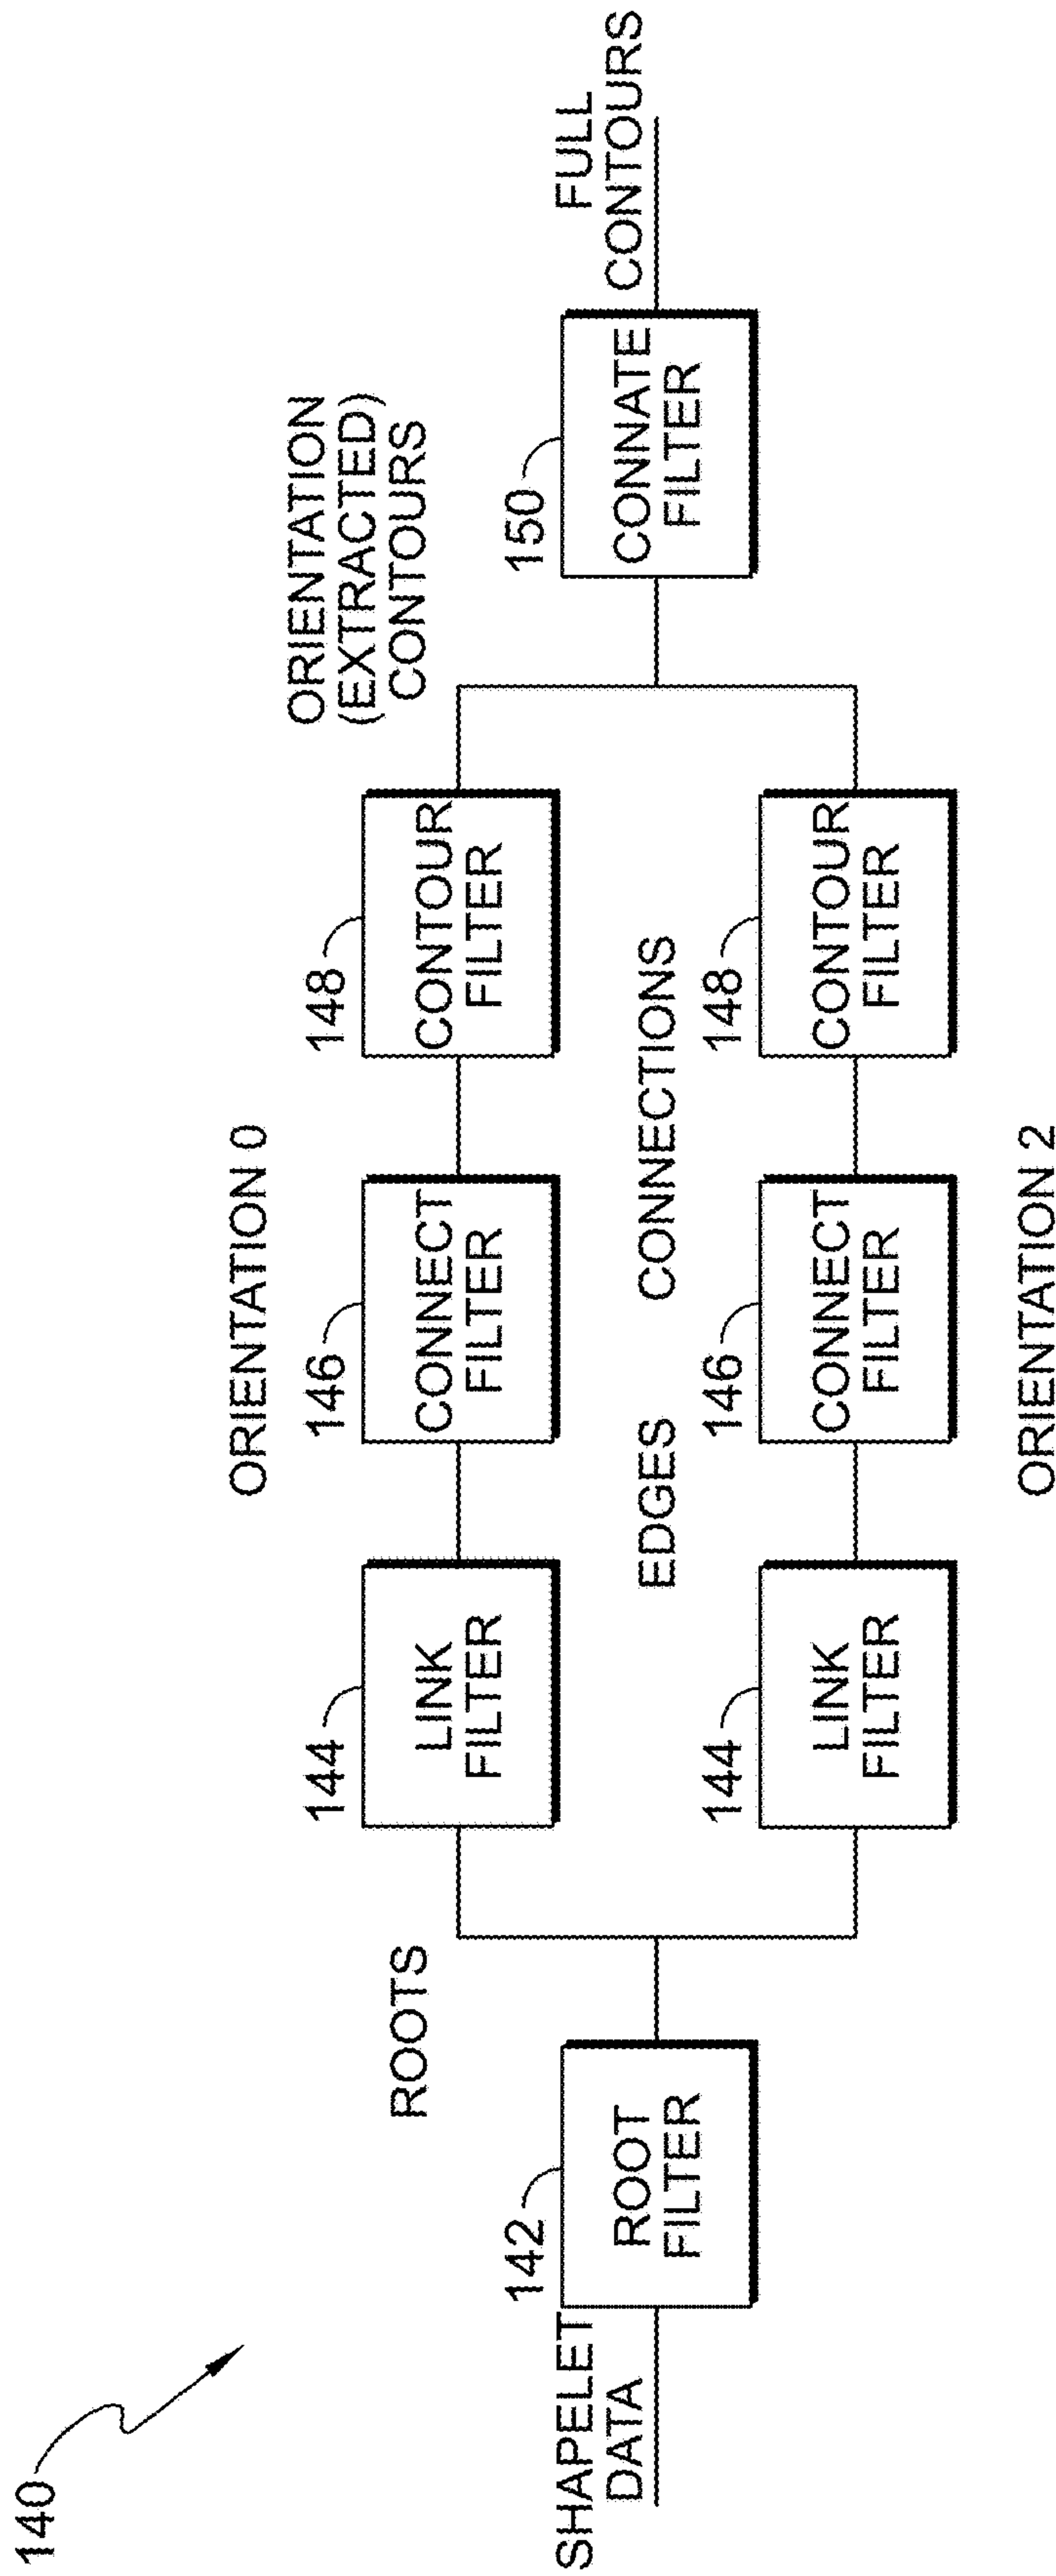 140
ORIENTATION 0
ORIENTATION
(EXTRACTED)
CONTOURS
ROOTS
144
LINK
FILTER
146
CONNECT
FILTER
148
CONTOUR
FILTER
SHAPELET
DATA
142
ROOT
FILTER
EDGES
CONNECTIONS
150
CONNATE
FILTER
FULL
CONTOURS
144
LINK
FILTER
146
CONNECT
FILTER
148
CONTOUR
FILTER
ORIENTATION 2